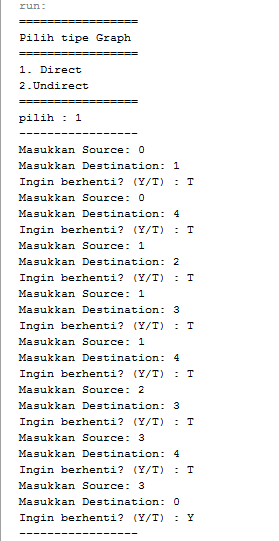 run:
=================
Pilih tipe Graph
=================
1. Direct
2.Undirect
=================
pilih : 1
-----------------
Masukkan Source: 0
Masukkan Destination: 1
Ingin berhenti? (Y/T) : T
Masukkan Source: 0
Masukkan Destination: 4
Ingin berhenti? (Y/T) : T
Masukkan Source: 1
Masukkan Destination: 2
Ingin berhenti? (Y/T) : T
Masukkan Source: 1
Masukkan Destination: 3
Ingin berhenti? (Y/T) : T
Masukkan Source: 1
Masukkan Destination: 4
Ingin berhenti? (Y/T) : T
Masukkan Source: 2
Masukkan Destination: 3
Ingin berhenti? (Y/T) : T
Masukkan Source: 3
Masukkan Destination: 4
Ingin berhenti? (Y/T) : T
Masukkan Source: 3
Masukkan Destination: 0
Ingin berhenti? (Y/T) : Y
-----------------